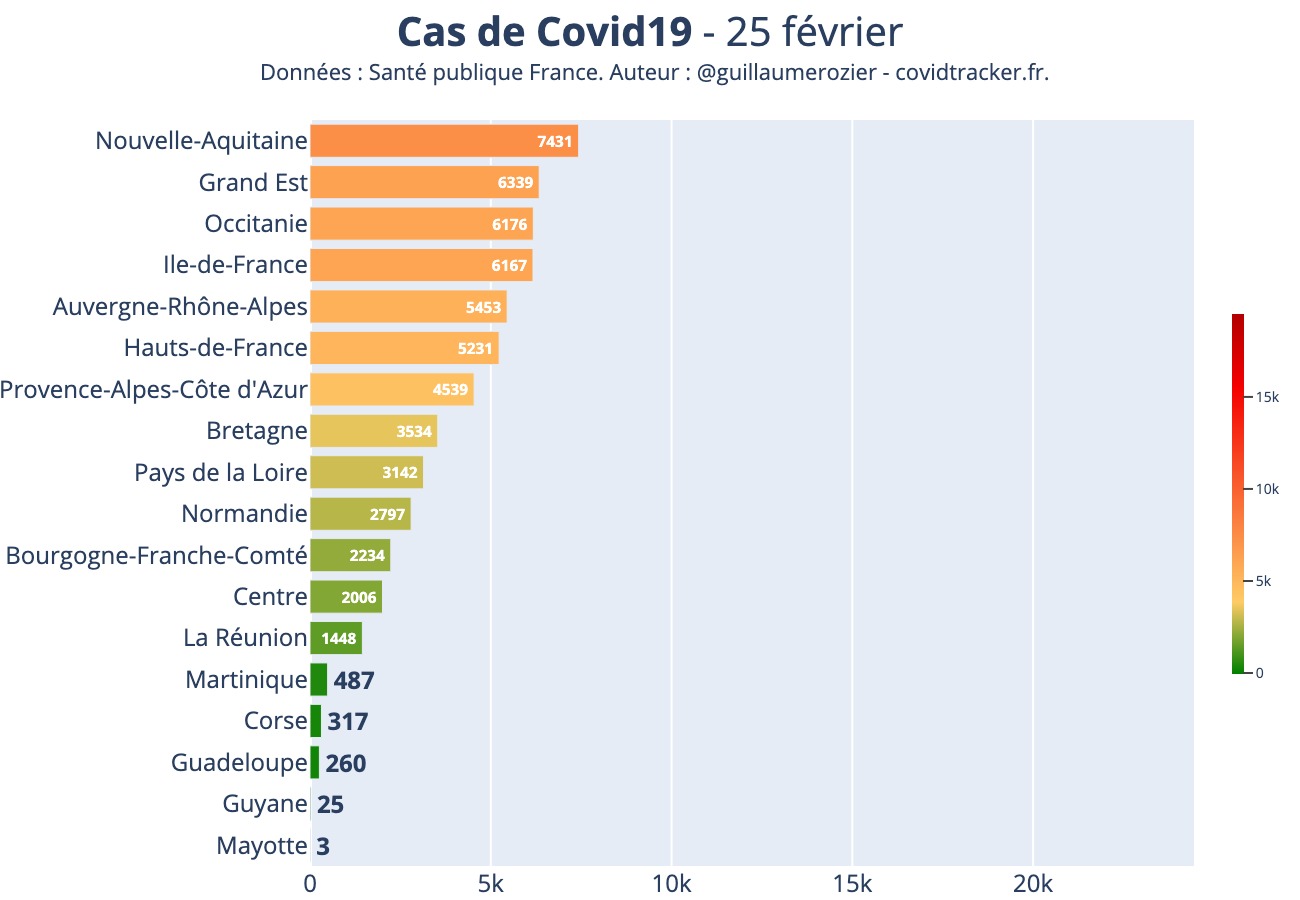 Cas de Covid19 - 25 février
Données : Santé publique France. Auteur : @guillaumerozier - covidtracker.fr.
Nouvelle-Aquitaine 7431
Grand Est 6339
Occitanie 6176
Ile-de-France 6167
Auvergne-Rhône-Alpes 5453
Hauts-de-France 5231
Provence-Alpes-Côte d'Azur 4539
Bretagne 3534
Pays de la Loire 3142
Normandie 2797
Bourgogne-Franche-Comté 2234
Centre 2006
La Réunion 1448
Martinique 487
Corse 317
Guadeloupe 260
Guyane 25
Mayotte 3
0 5k 10k 15k 20k
15k
10k
5k
0